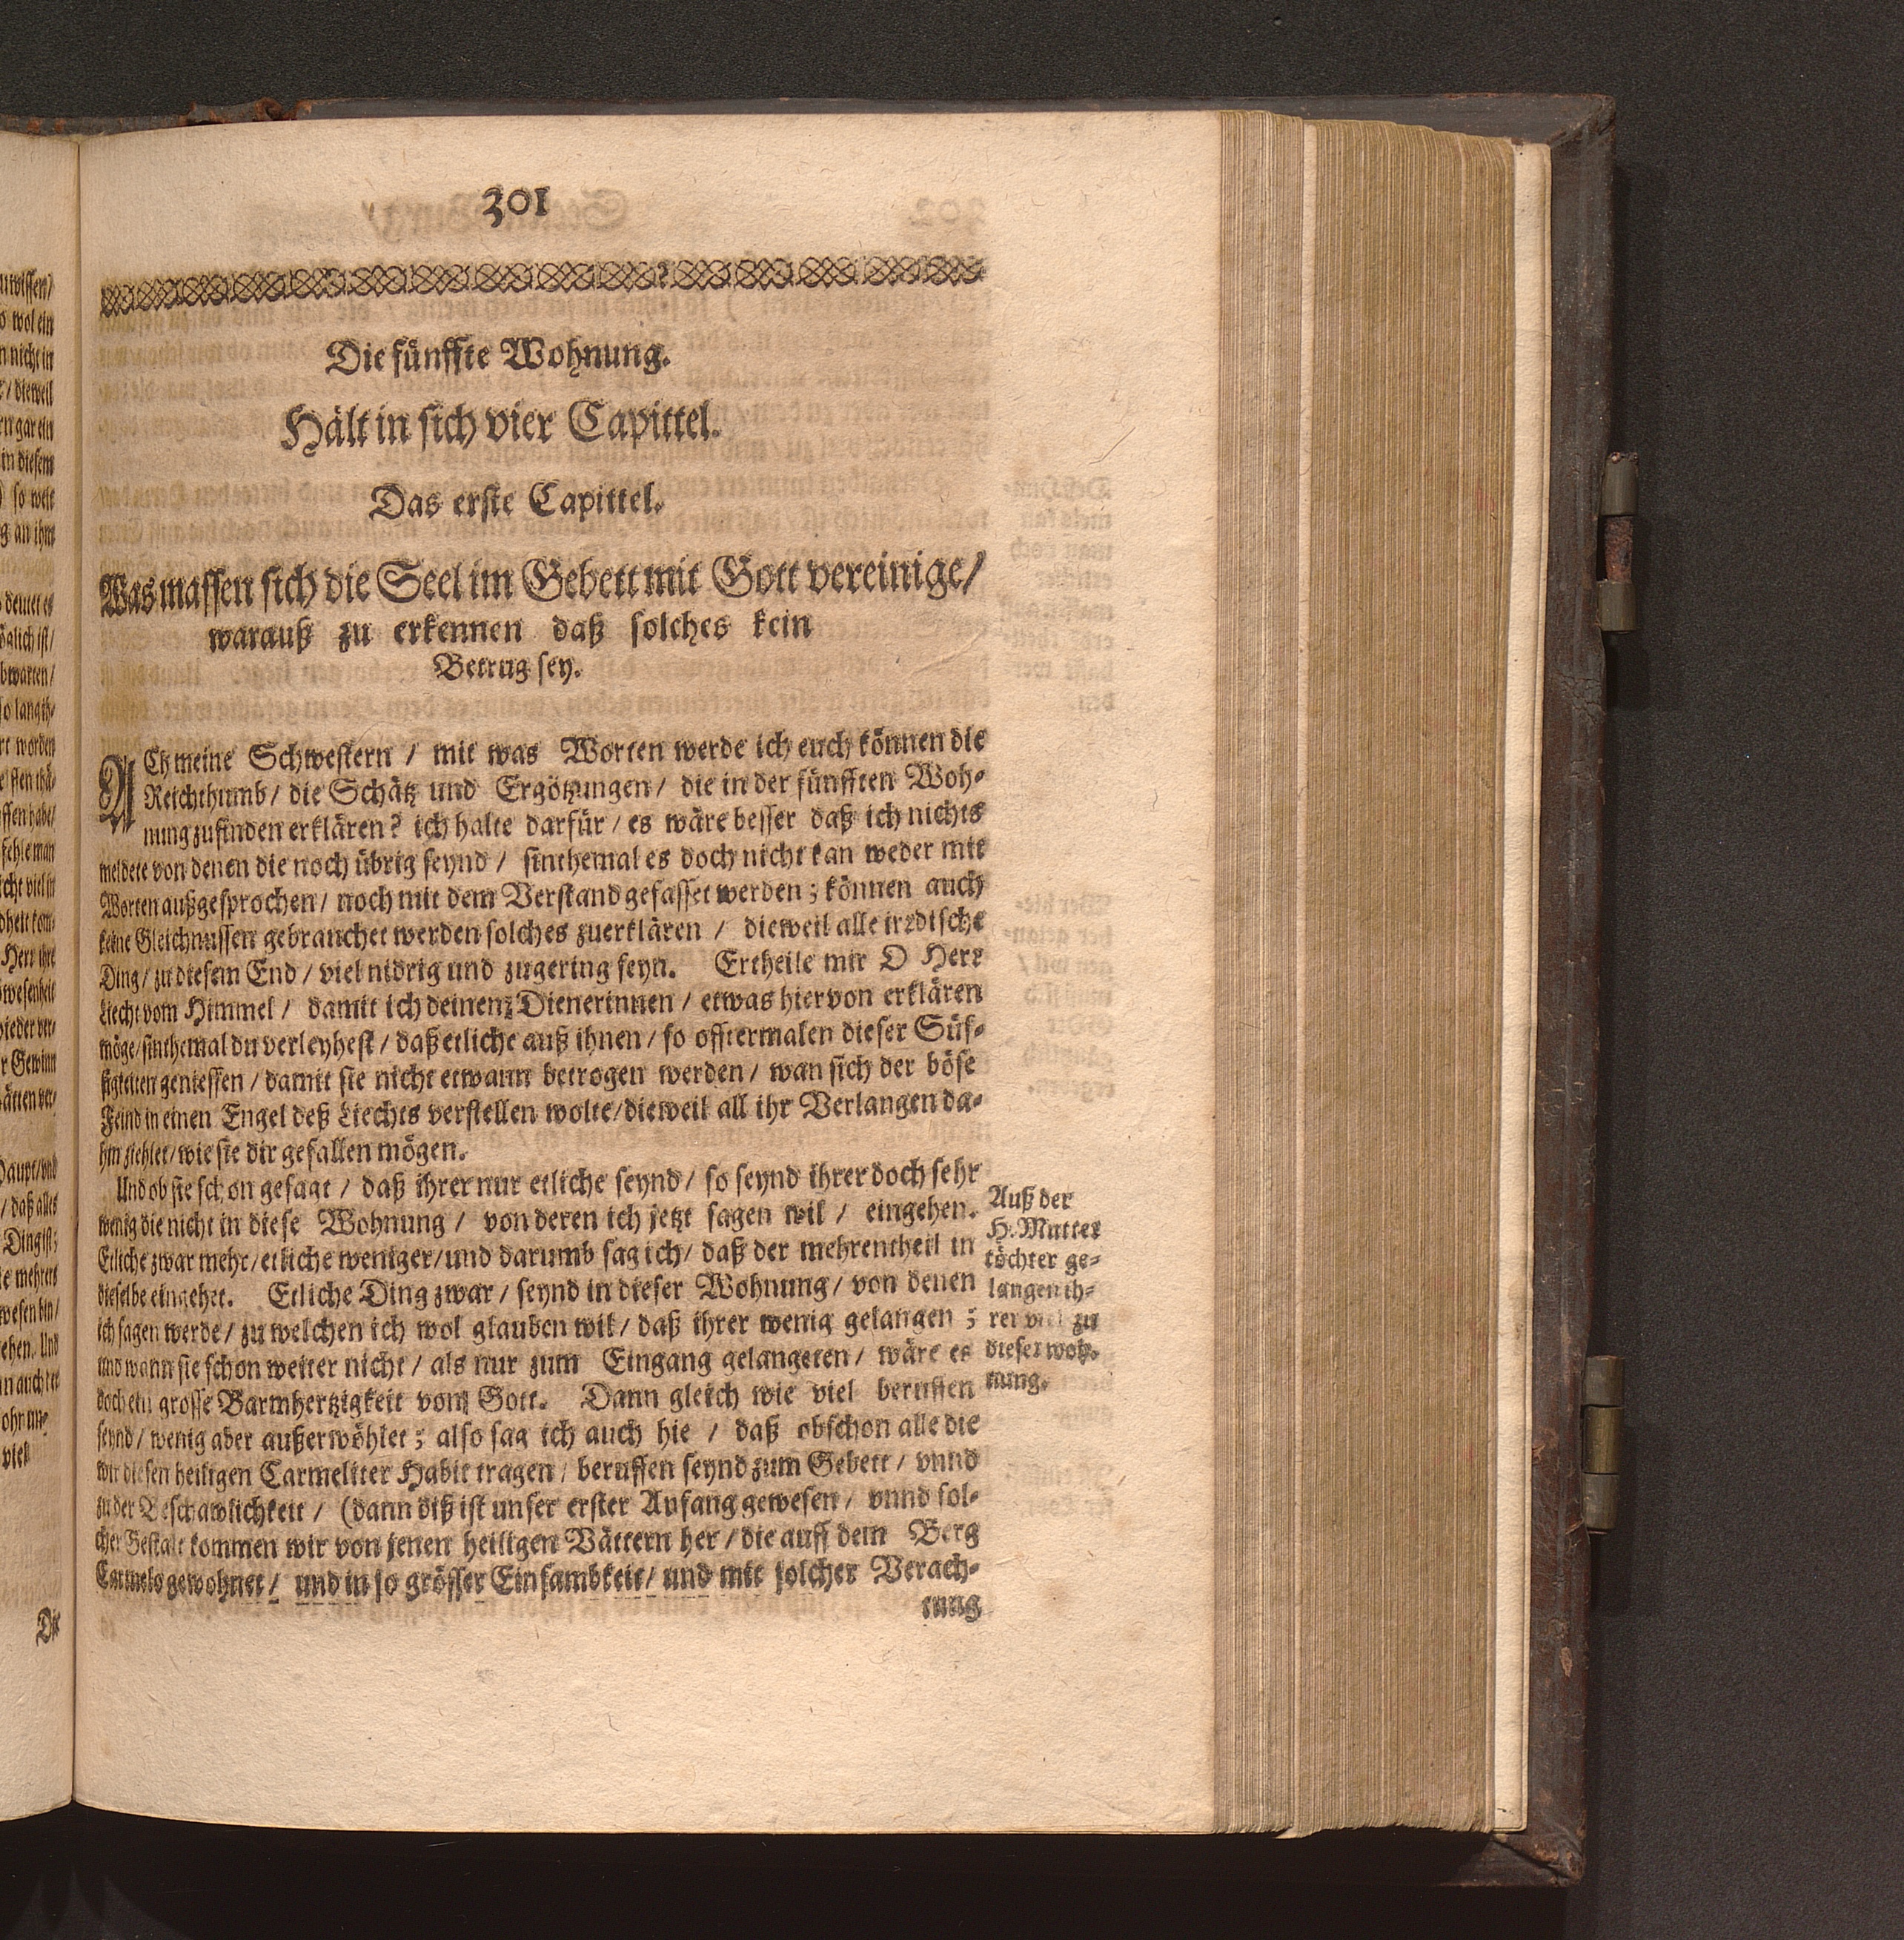 301
Die fünffte Wohnung.
Hält in sich vier Capittel.
Das erste Capittel.
Was massen sich die Seel im Gebett mit Gott vereinige/
warauß zu erkennen daß solches kein
Betrug sey.
ACh meine Schwestern / mit was Worten werde ich euch können die
Reichthumb / die Schätz und Ergötzungen / die in der fünfften Woh-
nung zufinden erklären? ich halte darfür / es wäre besser daß ich nichts
meldete von denen die noch übrig seynd / sinthemal es doch nicht kan weder mit
Worten außgesprochen / noch mit dem Verstand gefasset werden; können auch
keine Gleichnussen gebrauchet werden solches zuerklären / dieweil alle irrdische
Ding / zu diesem End / viel nidrig und zugering seyn. Ertheile mir O Herr
Liecht vom Himmel / damit ich deinen Dienerinnen / etwas hiervon erklären
möge / sinthemal du verleyhest / daß etliche auß ihnen / so offtermalen dieser Süs-
sigkeiten geniessen / damit sie nicht etwann betrogen werden / wan sich der böse
Feind in einen Engel deß Liechts verstellen wolte / dieweil all ihr Verlangen da-
hin ziehlet / wie sie dir gefallen mögen.
Und ob sie schon gesagt / daß ihrer nur etliche seynd / so seynd ihrer doch sehr
wenig die nicht in diese Wohnung / von deren ich jetzt sagen wil / eingehen.
Etliche zwar mehr / etliche weniger / und darumb sag ich / daß der mehrentheil in
dieselbe eingehet. Etliche Ding zwar / seynd in dieser Wohnung / von denen
ich sagen werde / zu welchen ich wol glauben wil / daß ihrer wenig gelangen ;
und wann sie schon weiter nicht / als nur zum Eingang gelangeten / wäre es
doch ein grosse Barmhertzigkeit vom Gott. Dann gleich wie viel beruffen
seynd / wenig aber außerwöhlet ; also sag ich auch hie / daß obschon alle die
wir diesen heiligen Carmeliter Habit tragen / beruffen seynd zum Gebett / vnnd
zu der Beschawlichkeit / (dann diß ist unser erster Anfang gewesen / vnnd sol-
cher Gestalt kommen wir von jenen heiligen Vättern her / die auff dem Berg
Carmelo gewohnet / und in so grosser Einsambkeit / und mit solcher Verach-
tung
Auß der
H. Mutter
töchter ge-
langen ih-
rer viel zu
dieser woh-
nung.